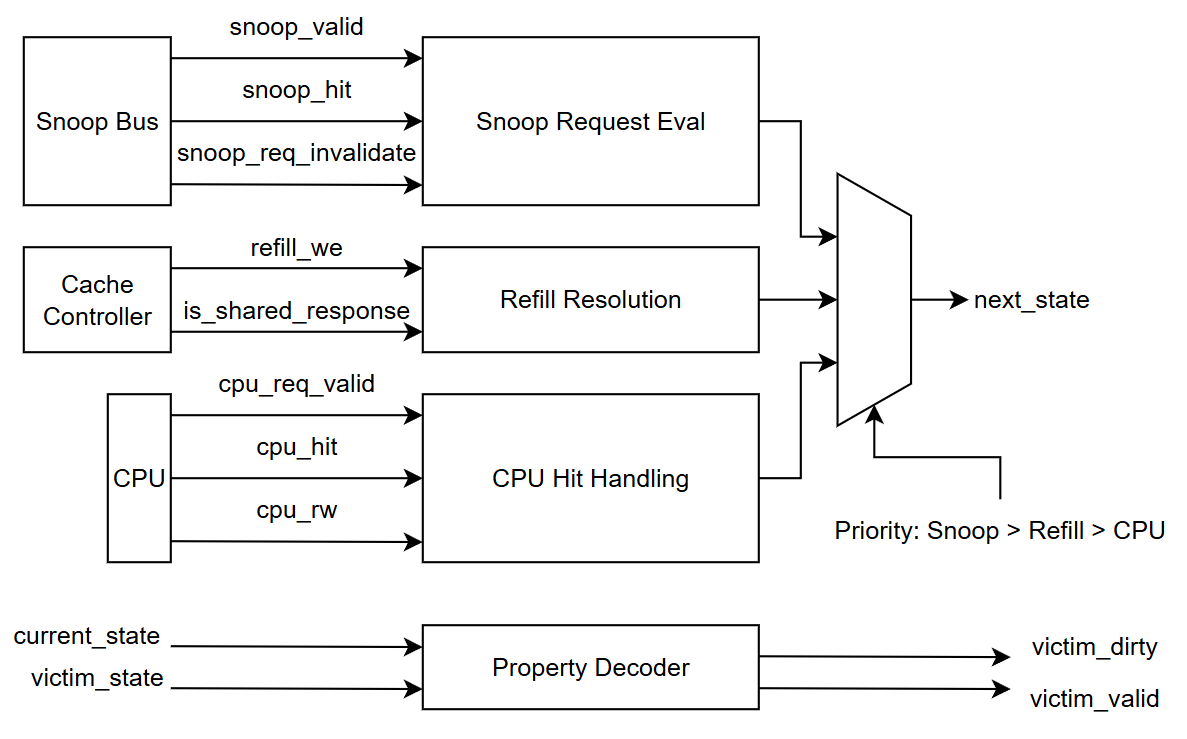 snoop_valid
snoop_hit
Snoop Bus
Snoop Request Eval
snoop_req_invalidate
refill_we
Cache
Controller
Refill Resolution
is_shared_response
next_state
cpu_req_valid
cpu_hit
CPU
CPU Hit Handling
cpu_rw
Priority: Snoop > Refill > CPU
current_state
victim_state
Property Decoder
victim_dirty
victim_valid